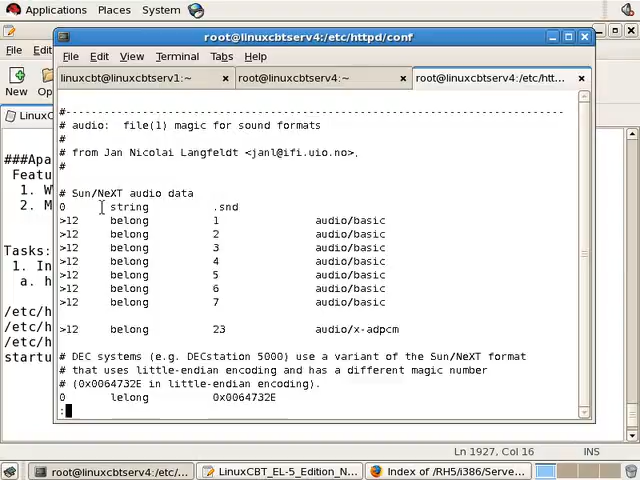 Applications Places System
root@linuxcbtserv4:/etc/httpd/conf
File Edit View Terminal Tabs Help
File
linuxcbt@linuxcbtserv1:~ root@linuxcbtserv4:~ root@linuxcbtserv4:/etc/htt...
New Op
LinuxC
#---------------------------------------------------------------------------
# audio: file(1) magic for sound formats
#
# from Jan Nicolai Langfeldt <janl@ifi.uio.no>,
#
# Sun/NeXT audio data
0 string .snd
>12 belong 1 audio/basic
>12 belong 2 audio/basic
>12 belong 3 audio/basic
>12 belong 4 audio/basic
>12 belong 5 audio/basic
>12 belong 6 audio/basic
>12 belong 7 audio/basic
>12 belong 23 audio/x-adpcm
# DEC systems (e.g. DECstation 5000) use a variant of the Sun/NeXT format
# that uses little-endian encoding and has a different magic number
# (0x0064732E in little-endian encoding).
0 lelong 0x0064732E
:
###Apa
Featur
1. W
2. M
Tasks:
1. In
a. h
/etc/h
/etc/h
/etc/h
startu
Ln 1927, Col 16 INS
root@linuxcbtserv4:/etc/... LinuxCBT_EL-5_Edition_N... Index of /RH5/i386/Serve...